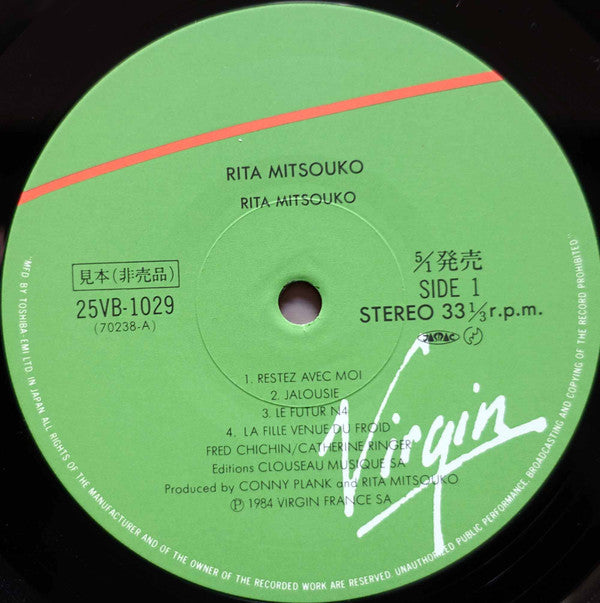 RITA MITSOUKO
RITA MITSOUKO
見本(非売品)
25VB-1029
(70238-A)
5/1発売
SIDE 1
STEREO 33 1/3 r.p.m.
JASRAC
1. RESTEZ AVEC MOI
2. JALOUSIE
3. LE FUTUR N4
4. LA FILLE VENUE DU FROID
FRED CHICHIN/CATHERINE RINGER
Editions CLOUSEAU MUSIQUE SA
Produced by CONNY PLANK and RITA MITSOUKO
Ⓟ 1984 VIRGIN FRANCE SA
Virgin
"MFD BY TOSHIBA EMI LTD. IN JAPAN ALL RIGHTS OF THE MANUFACTURER AND OF THE OWNER OF THE RECORDED WORK ARE RESERVED. UNAUTHORIZED PUBLIC PERFORMANCE, BROADCASTING AND COPYING OF THE RECORD PROHIBITED."